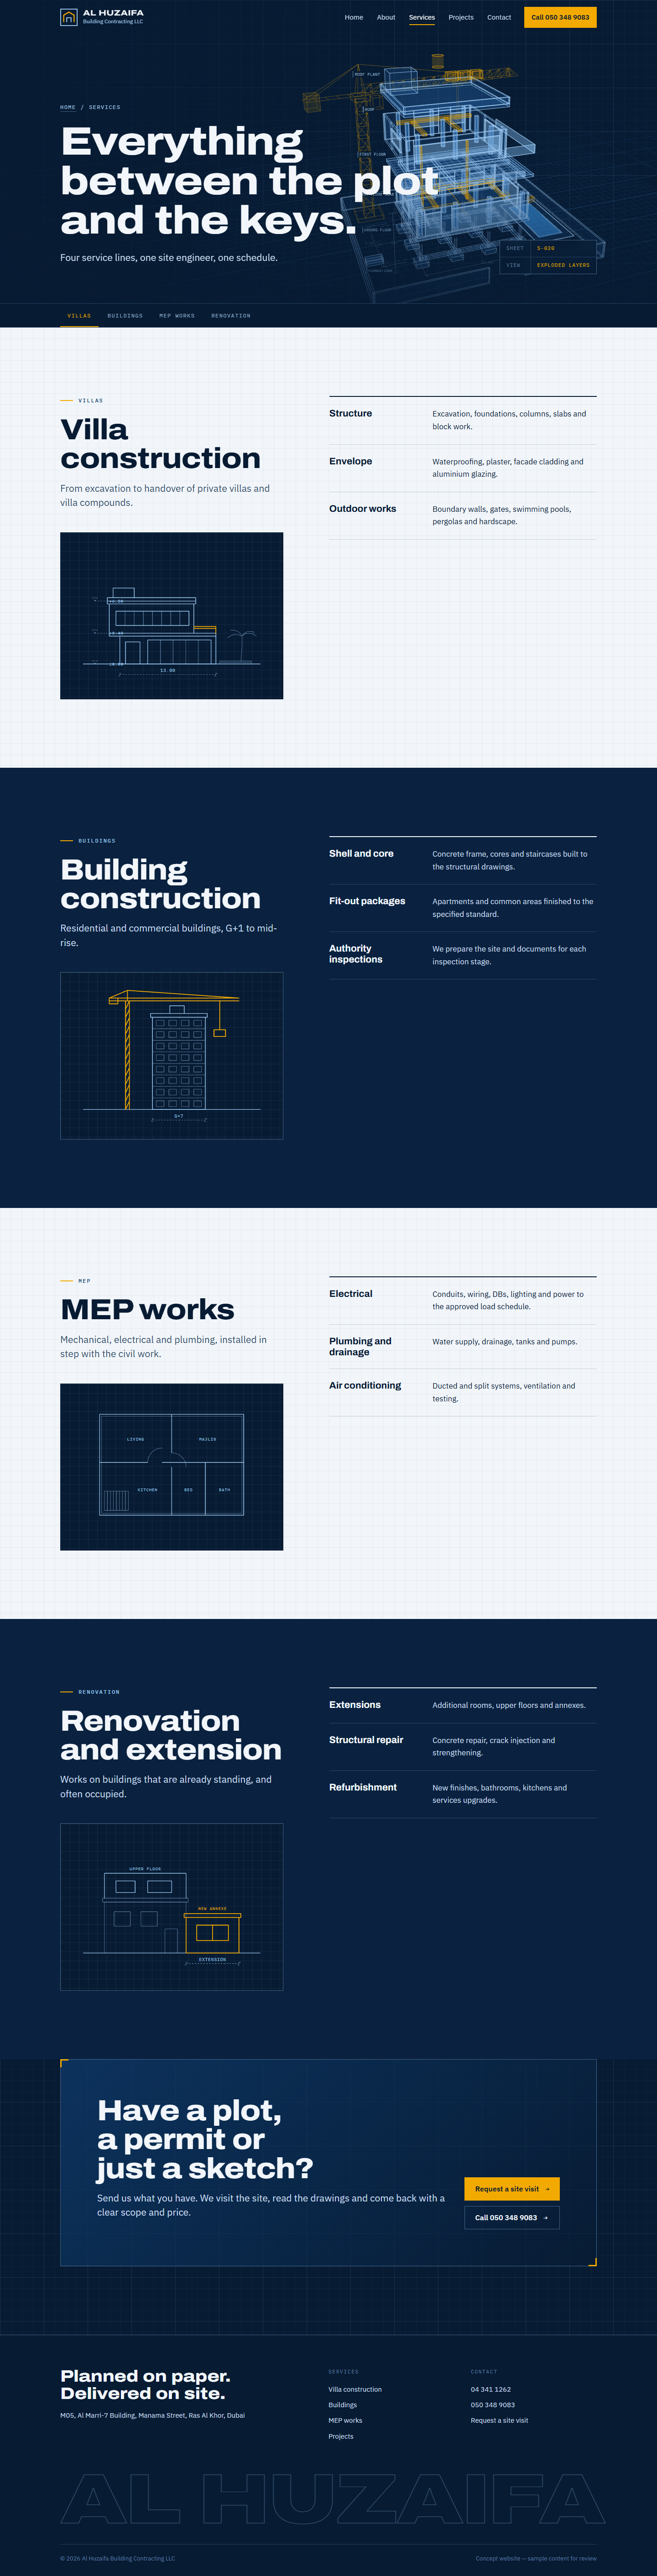 AL HUZAIFA
Building Contracting LLC
Home About Services Projects Contact Call 050 348 9083
ROOF PLANT
ROOF
FIRST FLOOR
GROUND FLOOR
HOME / SERVICES
Everything
between the plot
and the keys.
Four service lines, one site engineer, one schedule.
SHEET S-020
VIEW EXPLODED LAYERS
VILLAS BUILDINGS MEP WORKS RENOVATION
VILLAS
Villa
construction
From excavation to handover of private villas and
villa compounds.
13.80
Structure
Excavation, foundations, columns, slabs and
block work.
Envelope
Waterproofing, plaster, facade cladding and
aluminium glazing.
Outdoor works
Boundary walls, gates, swimming pools,
pergolas and hardscape.
BUILDINGS
Building
construction
Residential and commercial buildings, G+1 to mid-
rise.
G+7
Shell and core
Concrete frame, cores and staircases built to
the structural drawings.
Fit-out packages
Apartments and common areas finished to the
specified standard.
Authority
inspections
We prepare the site and documents for each
inspection stage.
MEP
MEP works
Mechanical, electrical and plumbing, installed in
step with the civil work.
LIVING MAJLIS
KITCHEN BED BATH
Electrical
Conduits, wiring, DBs, lighting and power to
the approved load schedule.
Plumbing and
drainage
Water supply, drainage, tanks and pumps.
Air conditioning
Ducted and split systems, ventilation and
testing.
RENOVATION
Renovation
and extension
Works on buildings that are already standing, and
often occupied.
UPPER FLOOR
NEW ANNEXE
EXTENSION
Extensions
Additional rooms, upper floors and annexes.
Structural repair
Concrete repair, crack injection and
strengthening.
Refurbishment
New finishes, bathrooms, kitchens and
services upgrades.
Have a plot,
a permit or
just a sketch?
Send us what you have. We visit the site, read the drawings and come back with a
clear scope and price.
Request a site visit →
Call 050 348 9083 →
Planned on paper.
Delivered on site.
M05, Al Marri-7 Building, Manama Street, Ras Al Khor, Dubai
SERVICES
Villa construction
Buildings
MEP works
Projects
CONTACT
04 341 1262
050 348 9083
Request a site visit
AL HUZAIFA
© 2026 Al Huzaifa Building Contracting LLC
Concept website — sample content for review